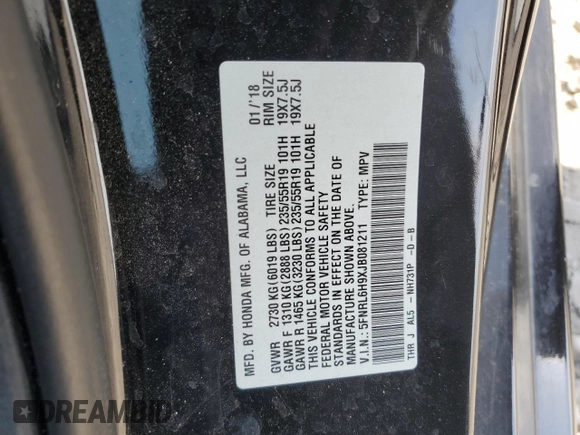 MFD. BY HONDA MFG. OF ALABAMA, LLC 01/'18
GVWR 2730 KG(6019 LBS) TIRE SIZE RIM SIZE
GAWR F 1310 KG(2888 LBS)235/55R19 101H 19X7.5J
GAWR R 1465 KG(3230 LBS)235/55R19 101H 19X7.5J
THIS VEHICLE CONFORMS TO ALL APPLICABLE
FEDERAL MOTOR VEHICLE SAFETY
STANDARDS IN EFFECT ON THE DATE OF
MANUFACTURE SHOWN ABOVE.
V.I.N.:5FNRL6H9XJB081211 TYPE: MPV
THR J AL5 -NH731P -D-B
DREAMBID